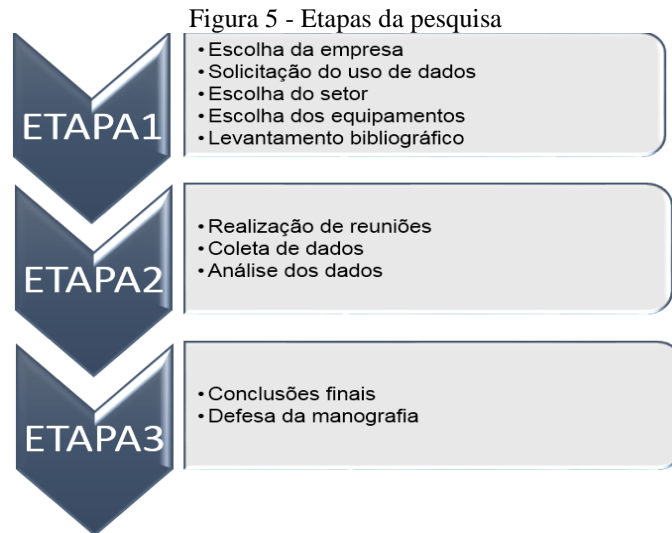 Figura 5 - Etapas da pesquisa
ETAPA1
• Escolha da empresa
• Solicitação do uso de dados
• Escolha do setor
• Escolha dos equipamentos
• Levantamento bibliográfico
ETAPA2
• Realização de reuniões
• Coleta de dados
• Análise dos dados
ETAPA3
• Conclusões finais
• Defesa da manografia